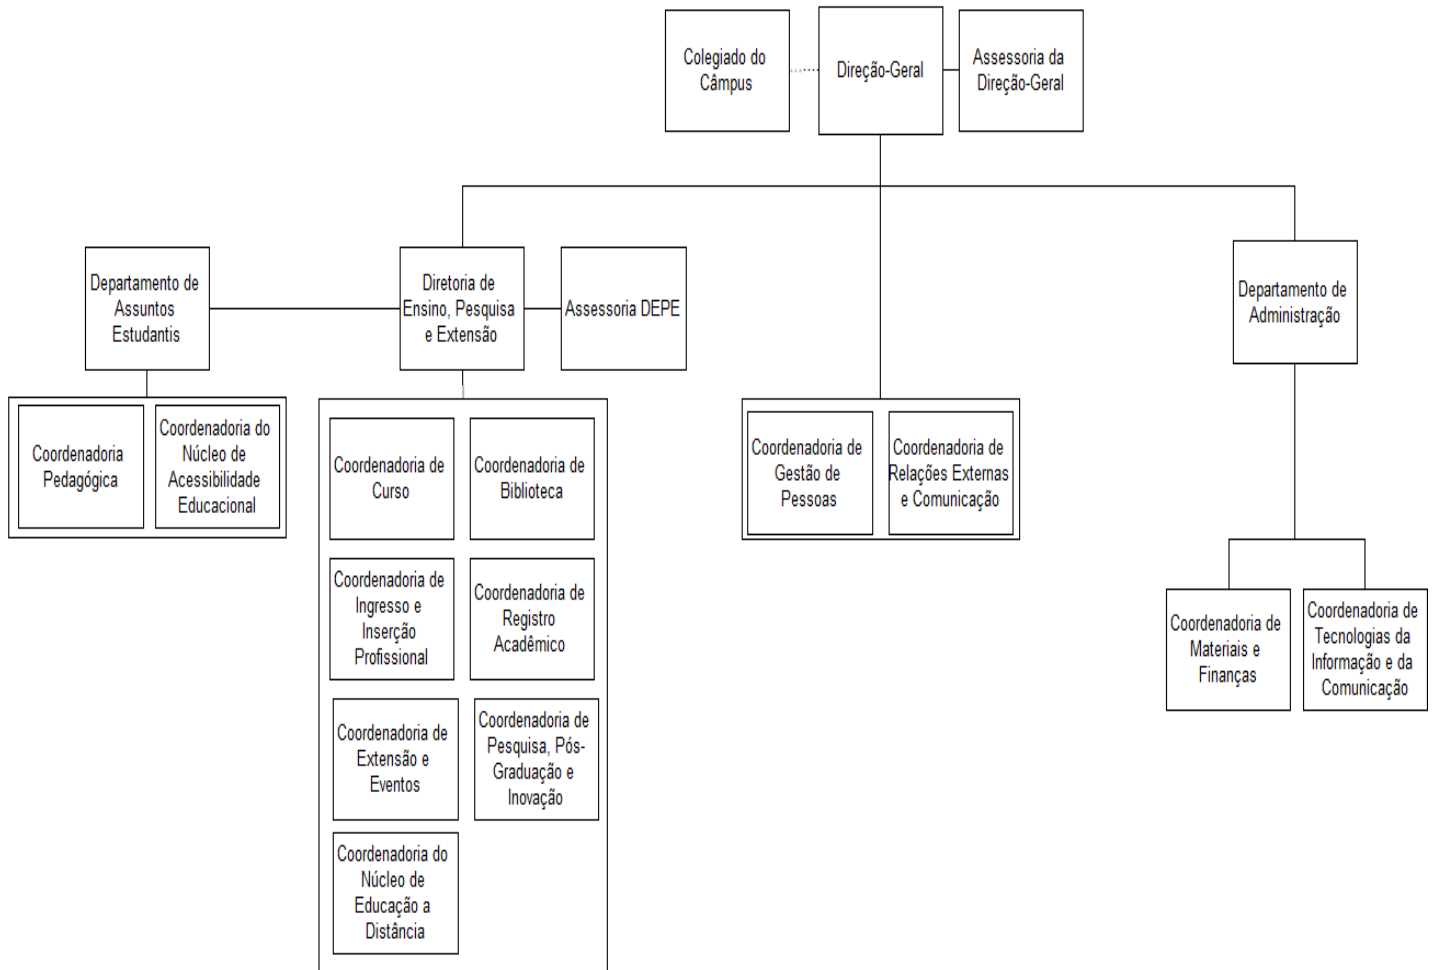 Colegiado do
Câmpus
Direção-Geral
Assessoria da
Direção-Geral
Departamento de
Assuntos
Estudantis
Diretoria de
Ensino, Pesquisa
e Extensão
Assessoria DEPE
Departamento de
Administração
Coordenadoria
Pedagógica
Coordenadoria do
Núcleo de
Acessibilidade
Educacional
Coordenadoria de
Curso
Coordenadoria de
Biblioteca
Coordenadoria de
Gestão de
Pessoas
Coordenadoria de
Relações Externas
e Comunicação
Coordenadoria de
Ingresso e
Inserção
Profissional
Coordenadoria de
Registro
Acadêmico
Coordenadoria de
Materiais e
Finanças
Coordenadoria de
Tecnologias da
Informação e da
Comunicação
Coordenadoria de
Extensão e
Eventos
Coordenadoria de
Pesquisa, Pós-
Graduação e
Inovação
Coordenadoria do
Núcleo de
Educação a
Distância